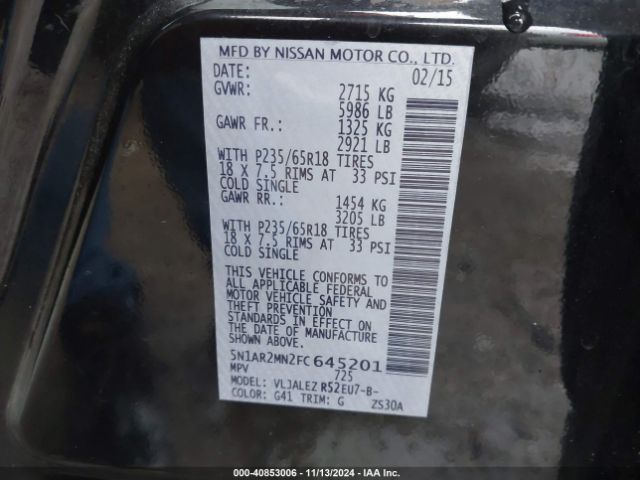 MFD BY NISSAN MOTOR CO., LTD.
DATE: 02/15
GVWR: 2715 KG
5986 LB
GAWR FR.: 1325 KG
2921 LB
WITH P235/65R18 TIRES
18 X 7.5 RIMS AT 33 PSI
COLD SINGLE
GAWR RR.: 1454 KG
3205 LB
WITH P235/65R18 TIRES
18 X 7.5 RIMS AT 33 PSI
COLD SINGLE
THIS VEHICLE CONFORMS TO
ALL APPLICABLE FEDERAL
MOTOR VEHICLE SAFETY AND
THEFT PREVENTION
STANDARDS IN EFFECT ON
THE DATE OF MANUFACTURE
SHOWN ABOVE.
5N1AR2MN2FC645201
MPV 725
MODEL: VLJALEZ R52EU7-B-
COLOR: G41 TRIM: G ZS30A
000-40853006 - 11/13/2024 - IAA Inc.